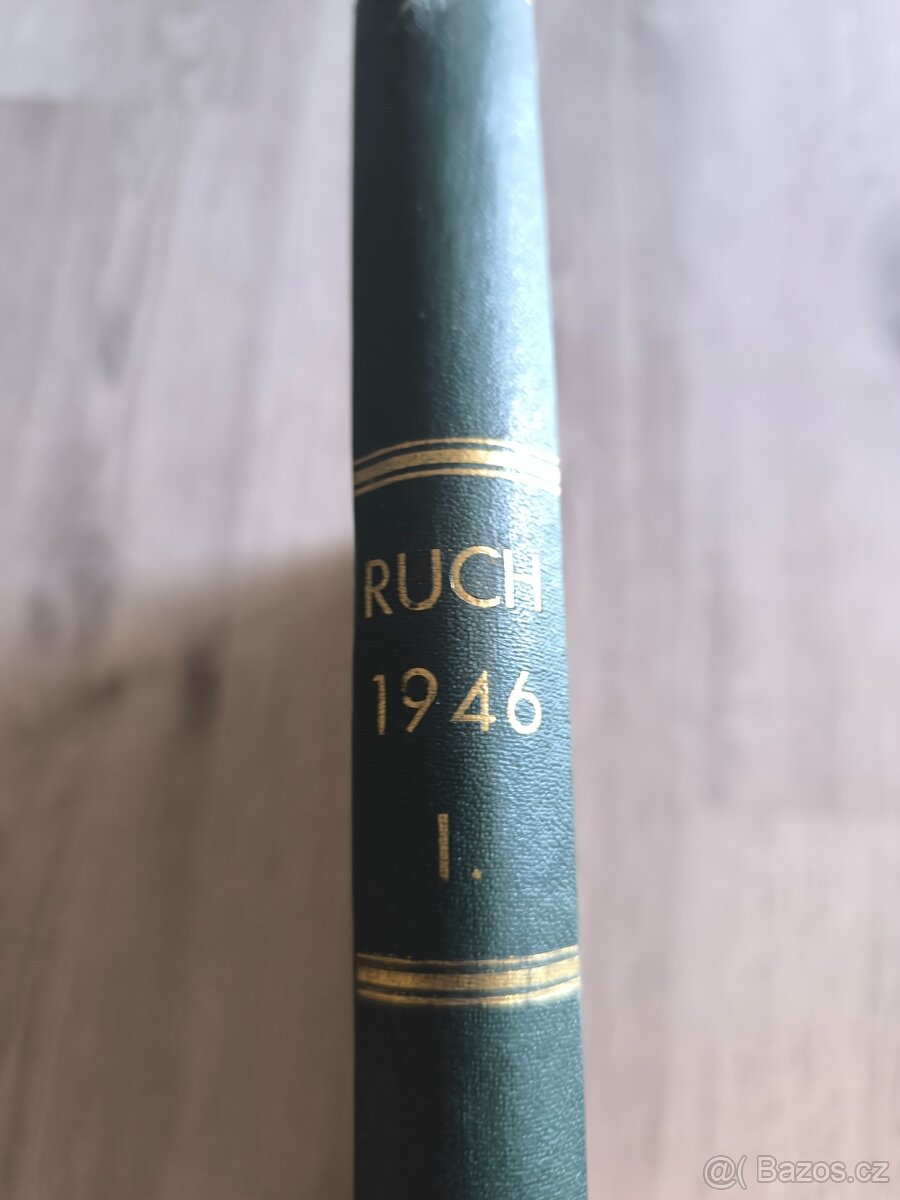 RUCH
1946
I.
@( Bazos.cz